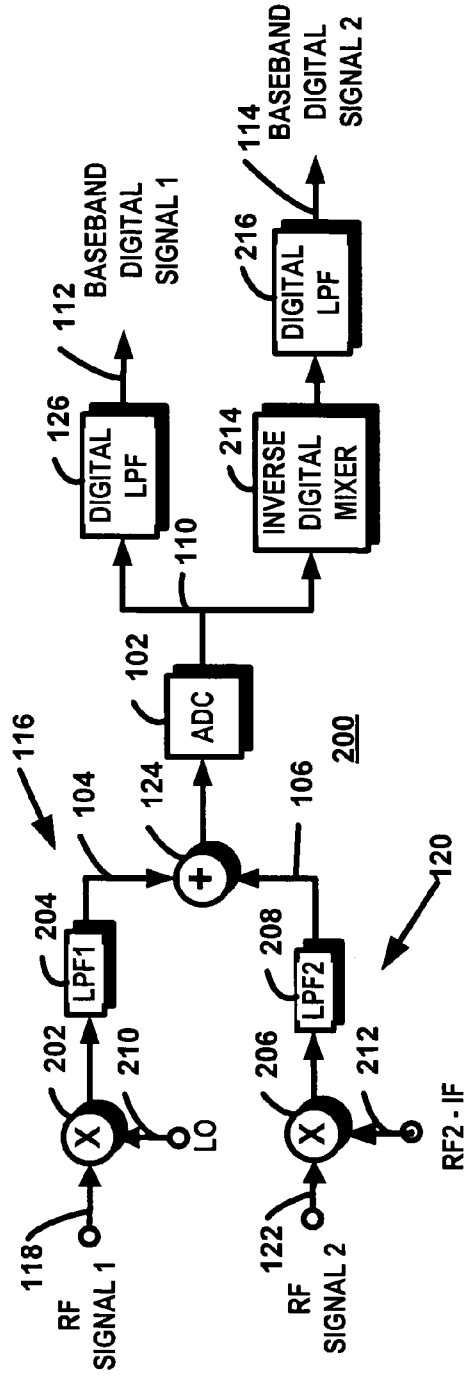 116
118
202
204
104
RF
SIGNAL 1
X
LPF1
210
LO
124
+
102
ADC
110
126
DIGITAL
LPF
112
BASEBAND
DIGITAL
SIGNAL 1
200
122
206
208
106
RF
SIGNAL 2
X
LPF2
212
RF2 - IF
120
INVERSE
DIGITAL
MIXER
214
DIGITAL
LPF
216
114
BASEBAND
DIGITAL
SIGNAL 2